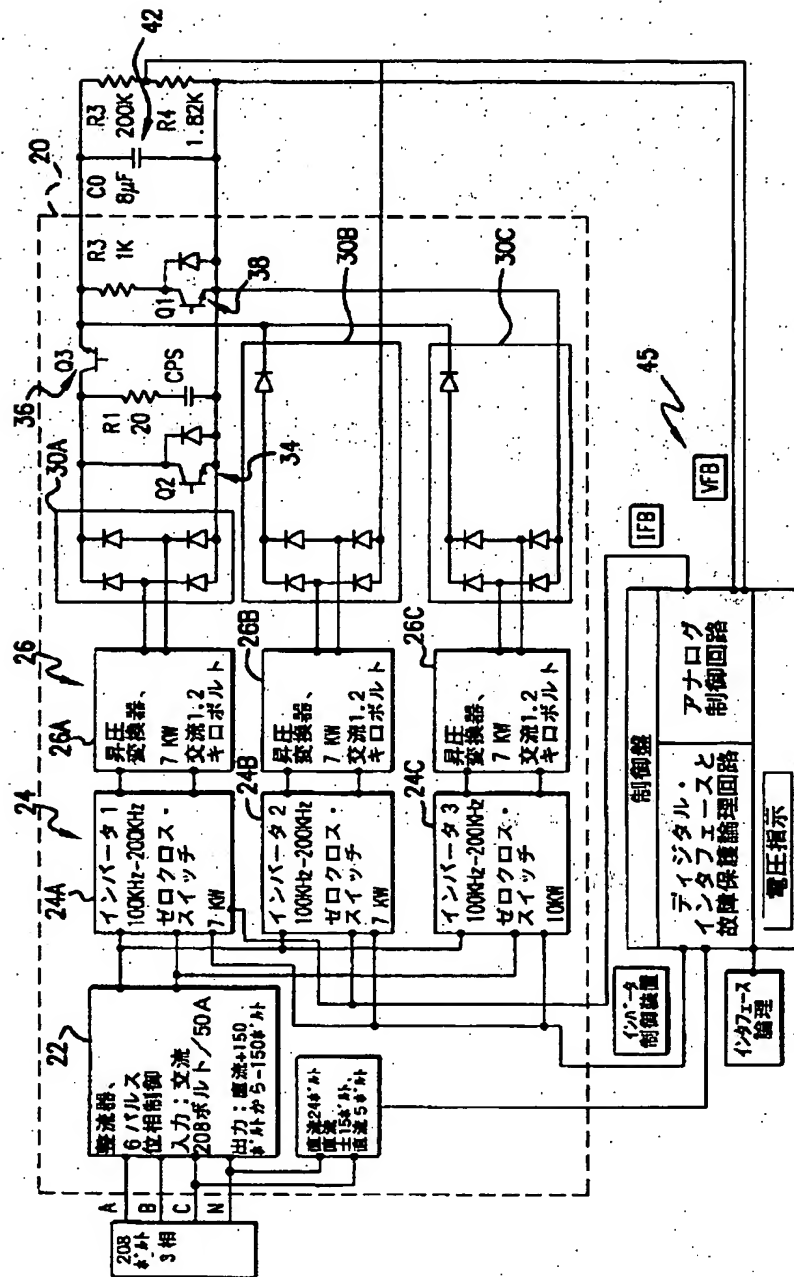 208
ボルト
3相
A
B
C
N
22
整流器、
6パルス
位相制御
入力;交流
208ボルト/50A
出力;直流+150
ボルトから-150ボルト
直流24ボルト
直流
±15ボルト、
直流5ボルト
24
24A
インバータ1
100KHz-200KHz
ゼロクロス・
スイッチ
7 KW
24B
インバータ2
100KHz-200KHz
ゼロクロス・
スイッチ
7 KW
24C
インバータ3
100KHz-200KHz
ゼロクロス・
スイッチ
10KW
26
26A
昇圧
変換器、
7 KW
交流1.2
キロボルト
26B
昇圧
変換器、
7 KW
交流1.2
キロボルト
26C
昇圧
変換器、
7 KW
交流1.2
キロボルト
30A
30B
30C
36
Q3
R1
20
CPS
Q2
34
R3
1K
Q1
38
20
C0
8μF
R3
200K
R4
1.82K
42
45
IFB
VFB
制御盤
アナログ
制御回路
ディジタル・
インタフェースと
故障保護論理回路
電圧指示
インバータ
制御装置
インタフェース
論理